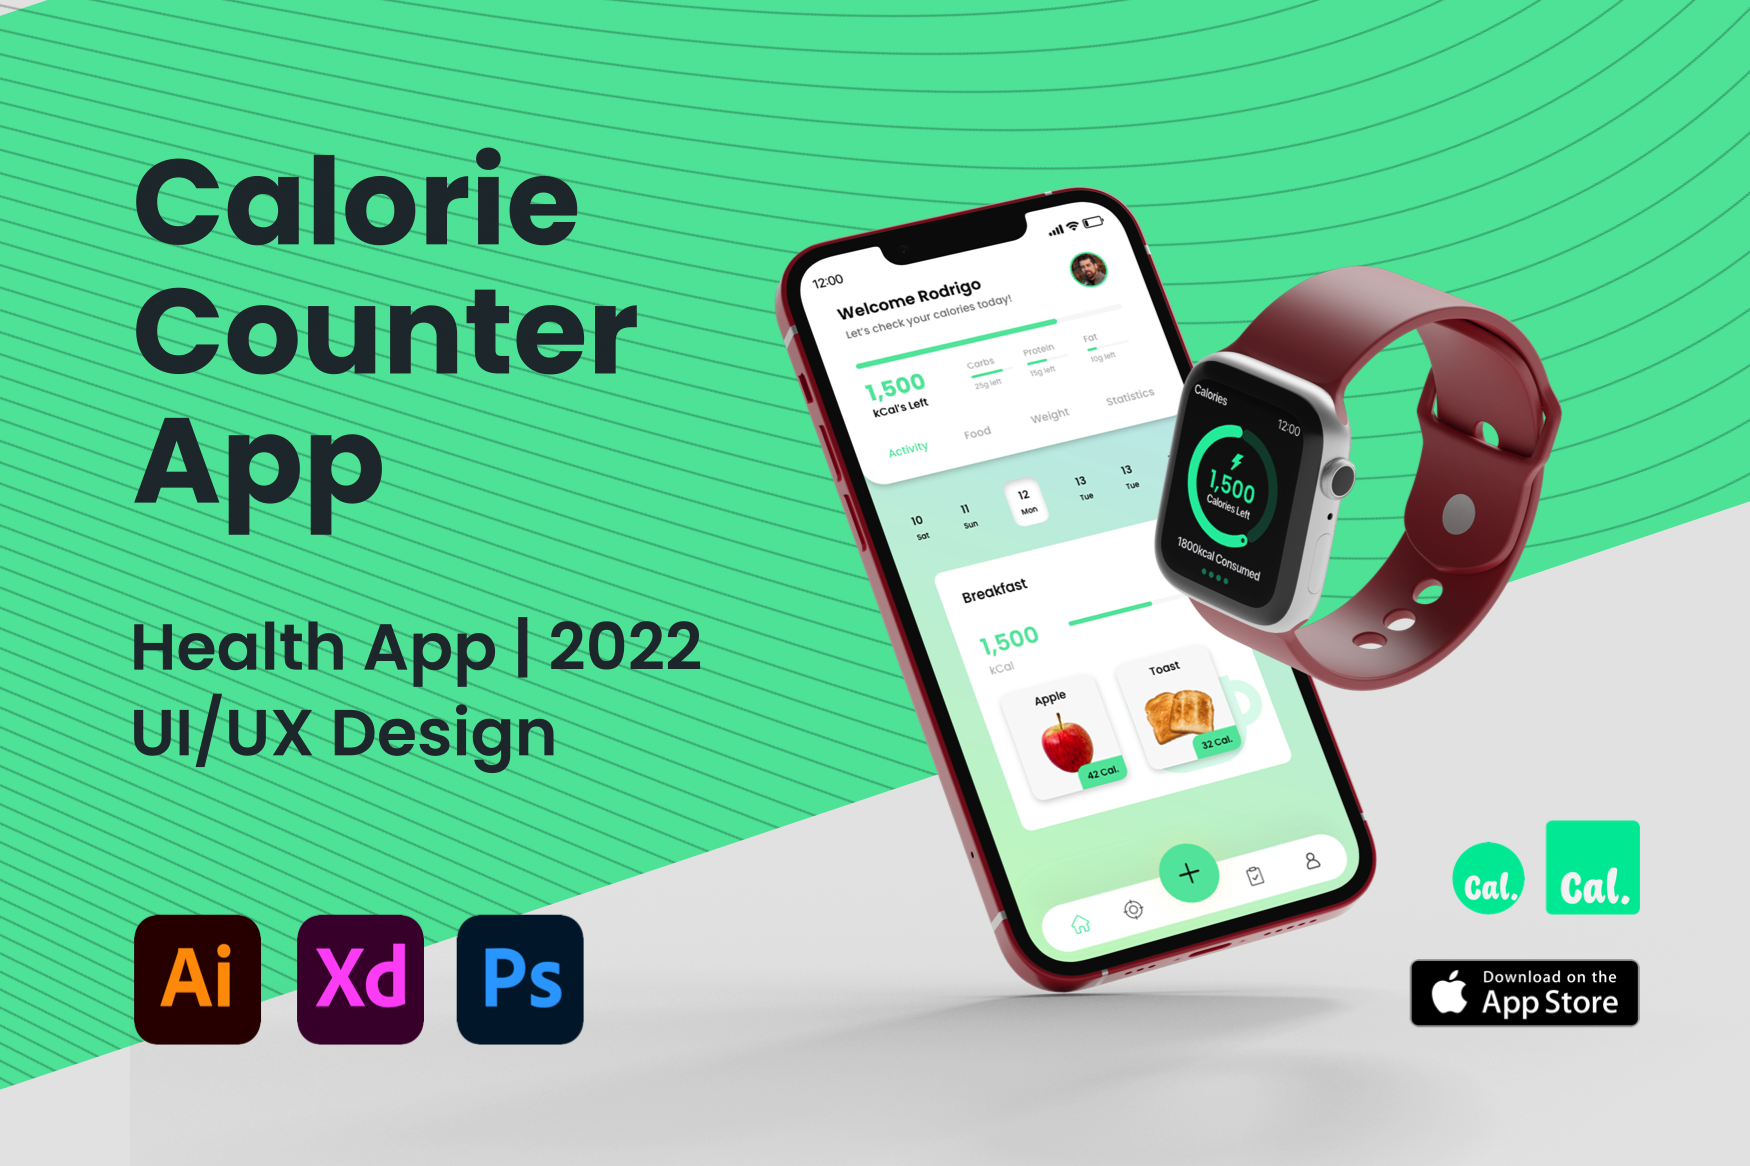 Calorie
Counter
App
Health App | 2022
UI/UX Design
Ai
Xd
Ps
12:00
Welcome Rodrigo
Let's check your calories today!
1,500
kCal's Left
Carbs
25g left
Protein
15g left
Fat
10g left
Activity
Food
Weight
Statistics
10
Sat
11
Sun
12
Mon
13
Tue
13
Tue
Breakfast
1,500
kCal
Apple
42 Cal.
Toast
32 Cal.
Calories
12:00
1,500
Calories Left
1800kcal Consumed
Cal.
Cal.
Download on the
App Store